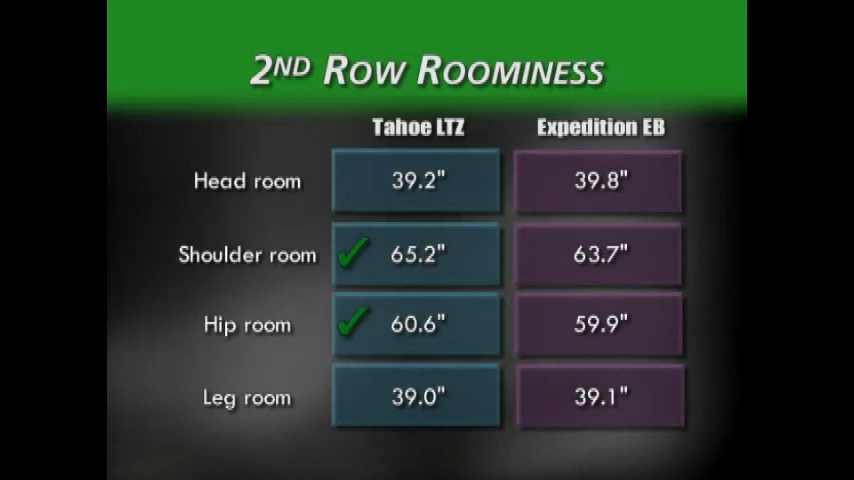 2ND ROW ROOMINESS
Tahoe LTZ Expedition EB
Head room 39.2" 39.8"
Shoulder room ✓ 65.2" 63.7"
Hip room ✓ 60.6" 59.9"
Leg room 39.0" 39.1"